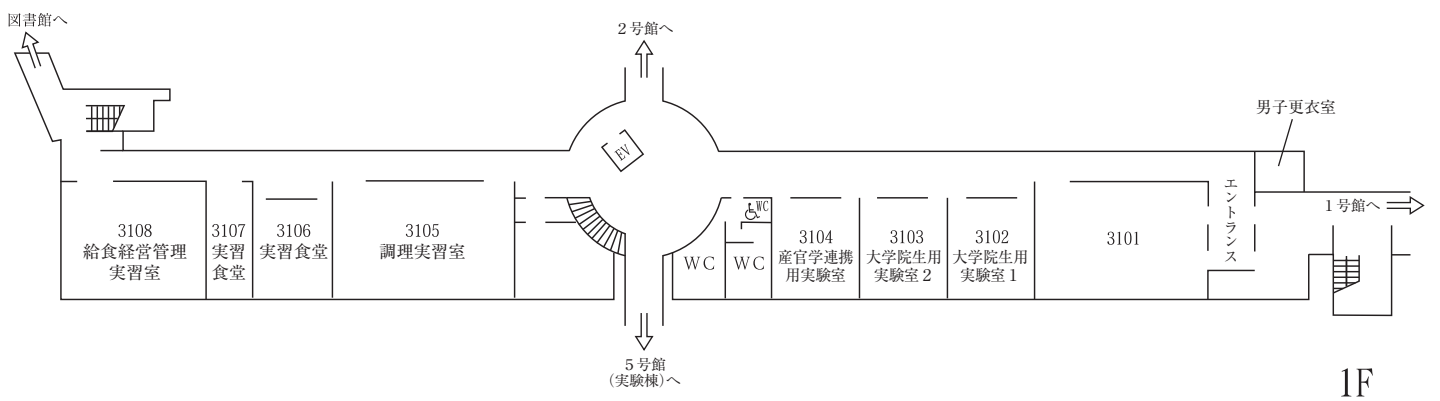 図書館へ
2号館へ
男子更衣室
EV
エントランス
1号館へ
WC
3108
給食経営管理
実習室
3107
実習
食堂
3106
実習食堂
3105
調理実習室
WC
WC
3104
産官学連携
用実験室
3103
大学院生用
実験室2
3102
大学院生用
実験室1
3101
5号館
(実験棟)へ
1F